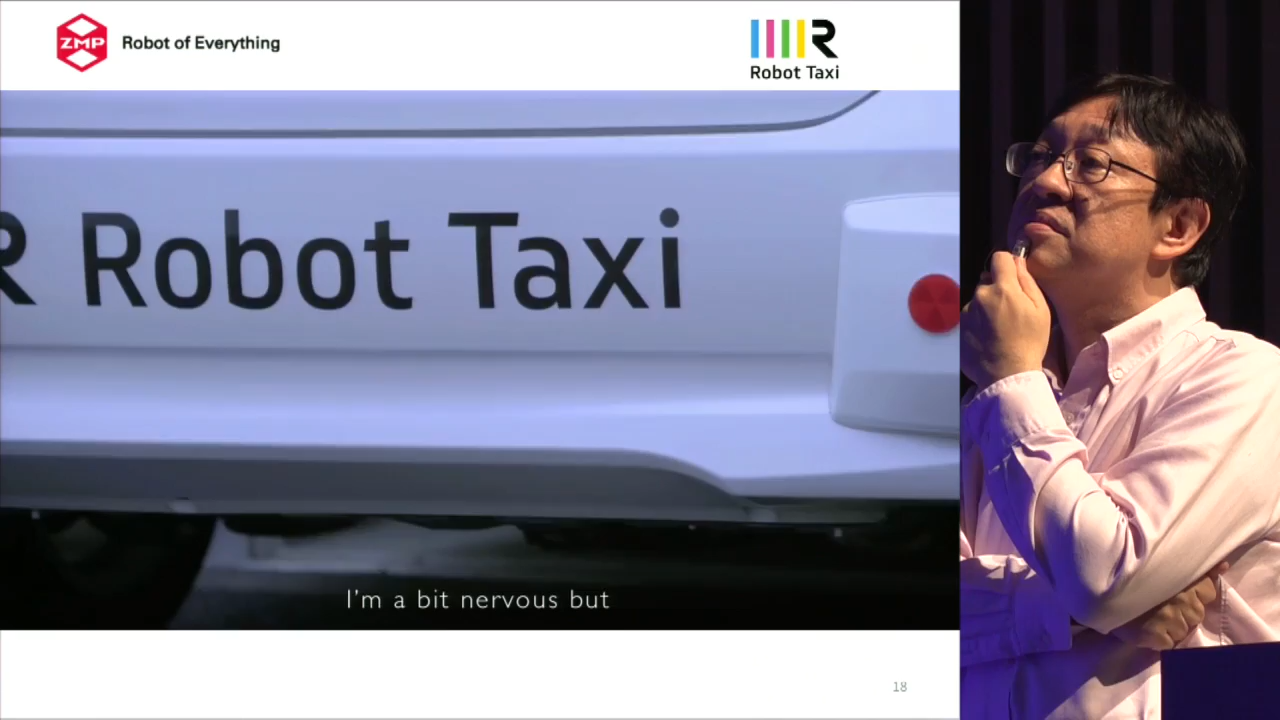 ZMP
Robot of Everything
R
Robot Taxi
R Robot Taxi
I'm a bit nervous but
18